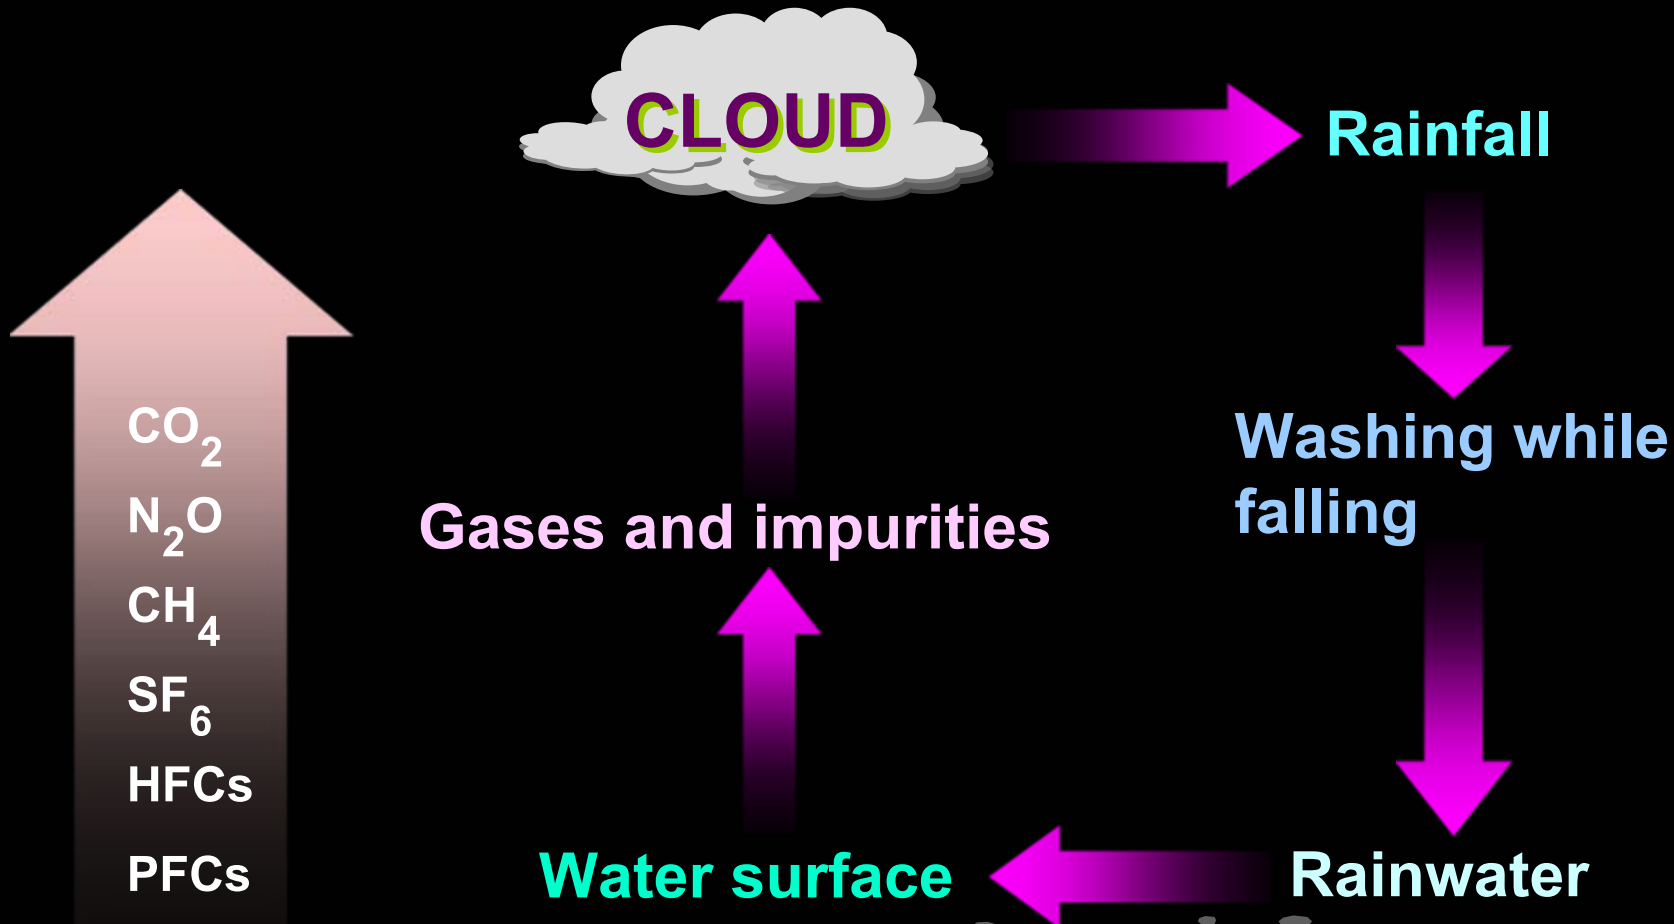 CLOUD
Rainfall
CO₂
N₂O
CH₄
SF₆
HFCs
PFCs
Gases and impurities
Washing while
falling
Water surface
Rainwater